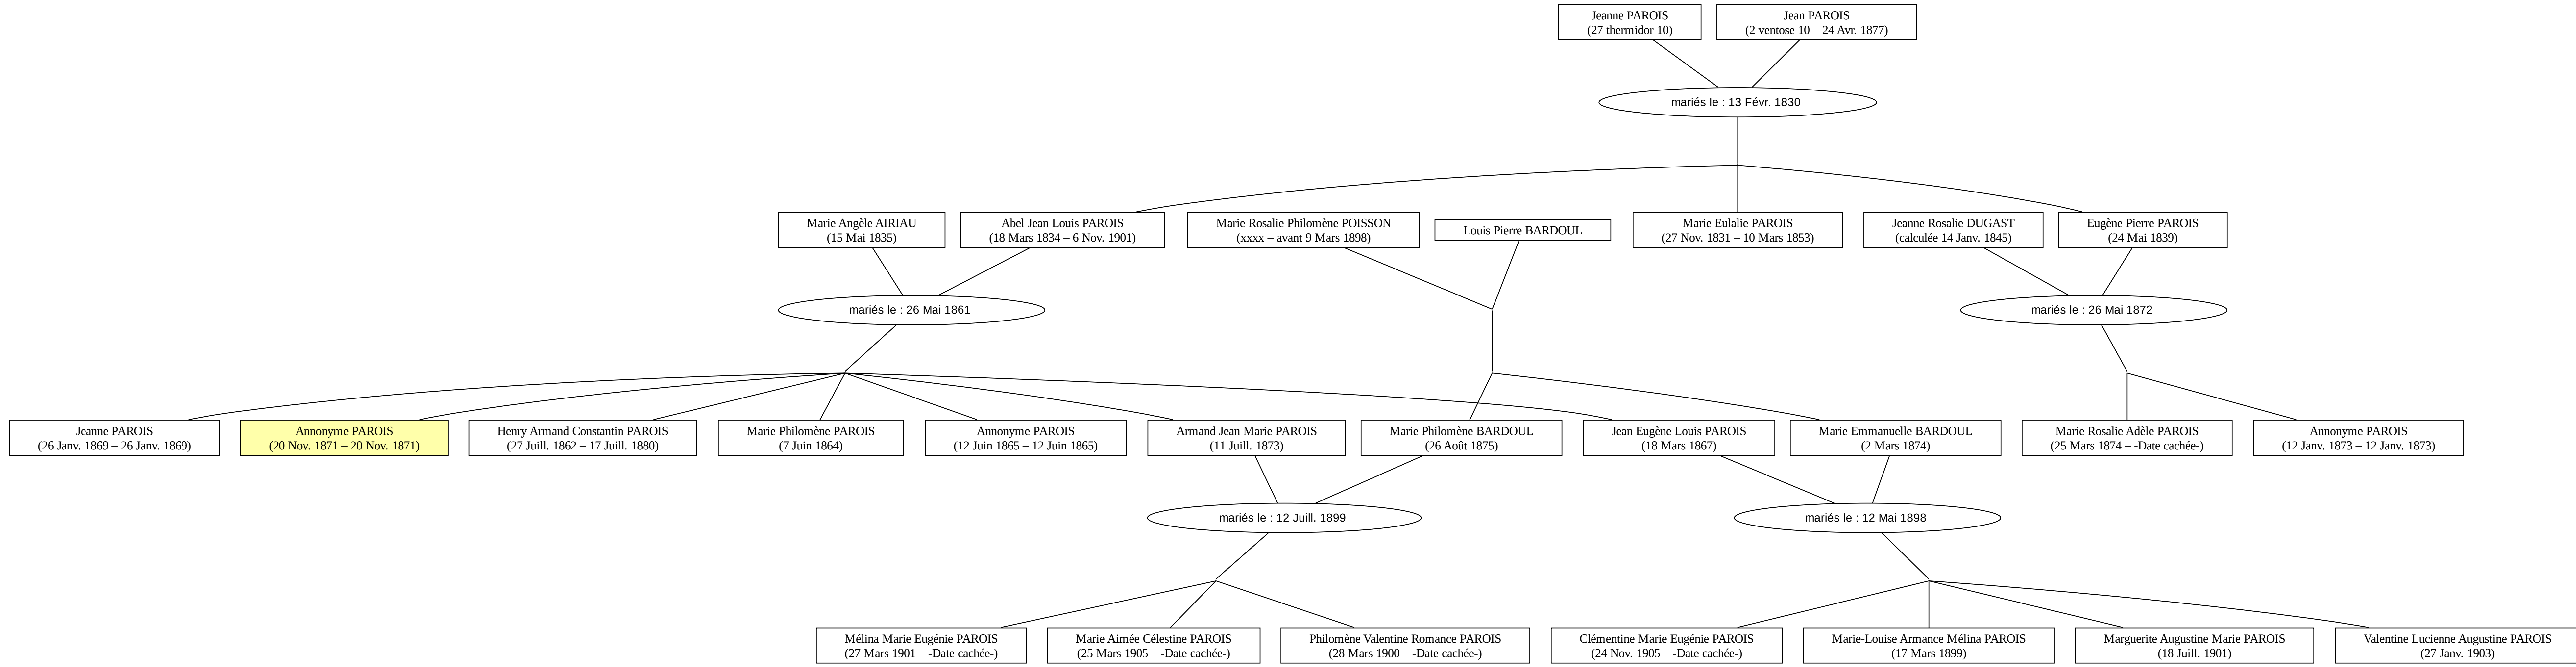 Jeanne PAROIS
(27 thermidor 10)
Jean PAROIS
(2 ventose 10 – 24 Avr. 1877)
mariés le : 13 Févr. 1830
Marie Angèle AIRIAU
(15 Mai 1835)
Abel Jean Louis PAROIS
(18 Mars 1834 – 6 Nov. 1901)
Marie Rosalie Philomène POISSON
(xxxx – avant 9 Mars 1898)
Louis Pierre BARDOUL
Marie Eulalie PAROIS
(27 Nov. 1831 – 10 Mars 1853)
Jeanne Rosalie DUGAST
(calculée 14 Janv. 1845)
Eugène Pierre PAROIS
(24 Mai 1839)
mariés le : 26 Mai 1861
mariés le : 26 Mai 1872
Jeanne PAROIS
(26 Janv. 1869 – 26 Janv. 1869)
Annonyme PAROIS
(20 Nov. 1871 – 20 Nov. 1871)
Henry Armand Constantin PAROIS
(27 Juill. 1862 – 17 Juill. 1880)
Marie Philomène PAROIS
(7 Juin 1864)
Annonyme PAROIS
(12 Juin 1865 – 12 Juin 1865)
Armand Jean Marie PAROIS
(11 Juill. 1873)
Marie Philomène BARDOUL
(26 Août 1875)
Jean Eugène Louis PAROIS
(18 Mars 1867)
Marie Emmanuelle BARDOUL
(2 Mars 1874)
Marie Rosalie Adèle PAROIS
(25 Mars 1874 – -Date cachée-)
Annonyme PAROIS
(12 Janv. 1873 – 12 Janv. 1873)
mariés le : 12 Juill. 1899
mariés le : 12 Mai 1898
Mélina Marie Eugénie PAROIS
(27 Mars 1901 – -Date cachée-)
Marie Aimée Célestine PAROIS
(25 Mars 1905 – -Date cachée-)
Philomène Valentine Romance PAROIS
(28 Mars 1900 – -Date cachée-)
Clémentine Marie Eugénie PAROIS
(24 Nov. 1905 – -Date cachée-)
Marie-Louise Armance Mélina PAROIS
(17 Mars 1899)
Marguerite Augustine Marie PAROIS
(18 Juill. 1901)
Valentine Lucienne Augustine PAROIS
(27 Janv. 1903)